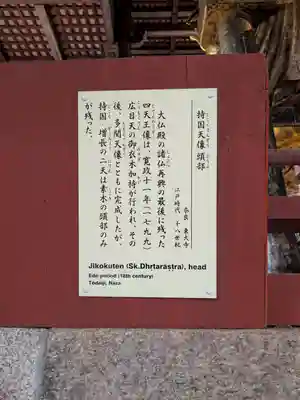 持国天像頭部
奈良 東大寺
江戸時代 十八世紀
大仏殿の諸仏再興の最後に残った
四天王像は、寛政十一年(一七九九)
広目天の御衣木加持が行われ、その
後、多聞天像とともに完成したが、
持国 増長の二天は素木の頭部のみ
が残った。
Jikokuten (Sk.Dhṛtarāṣṭra), head
Edo period (18th century)
Tōdaiji, Nara